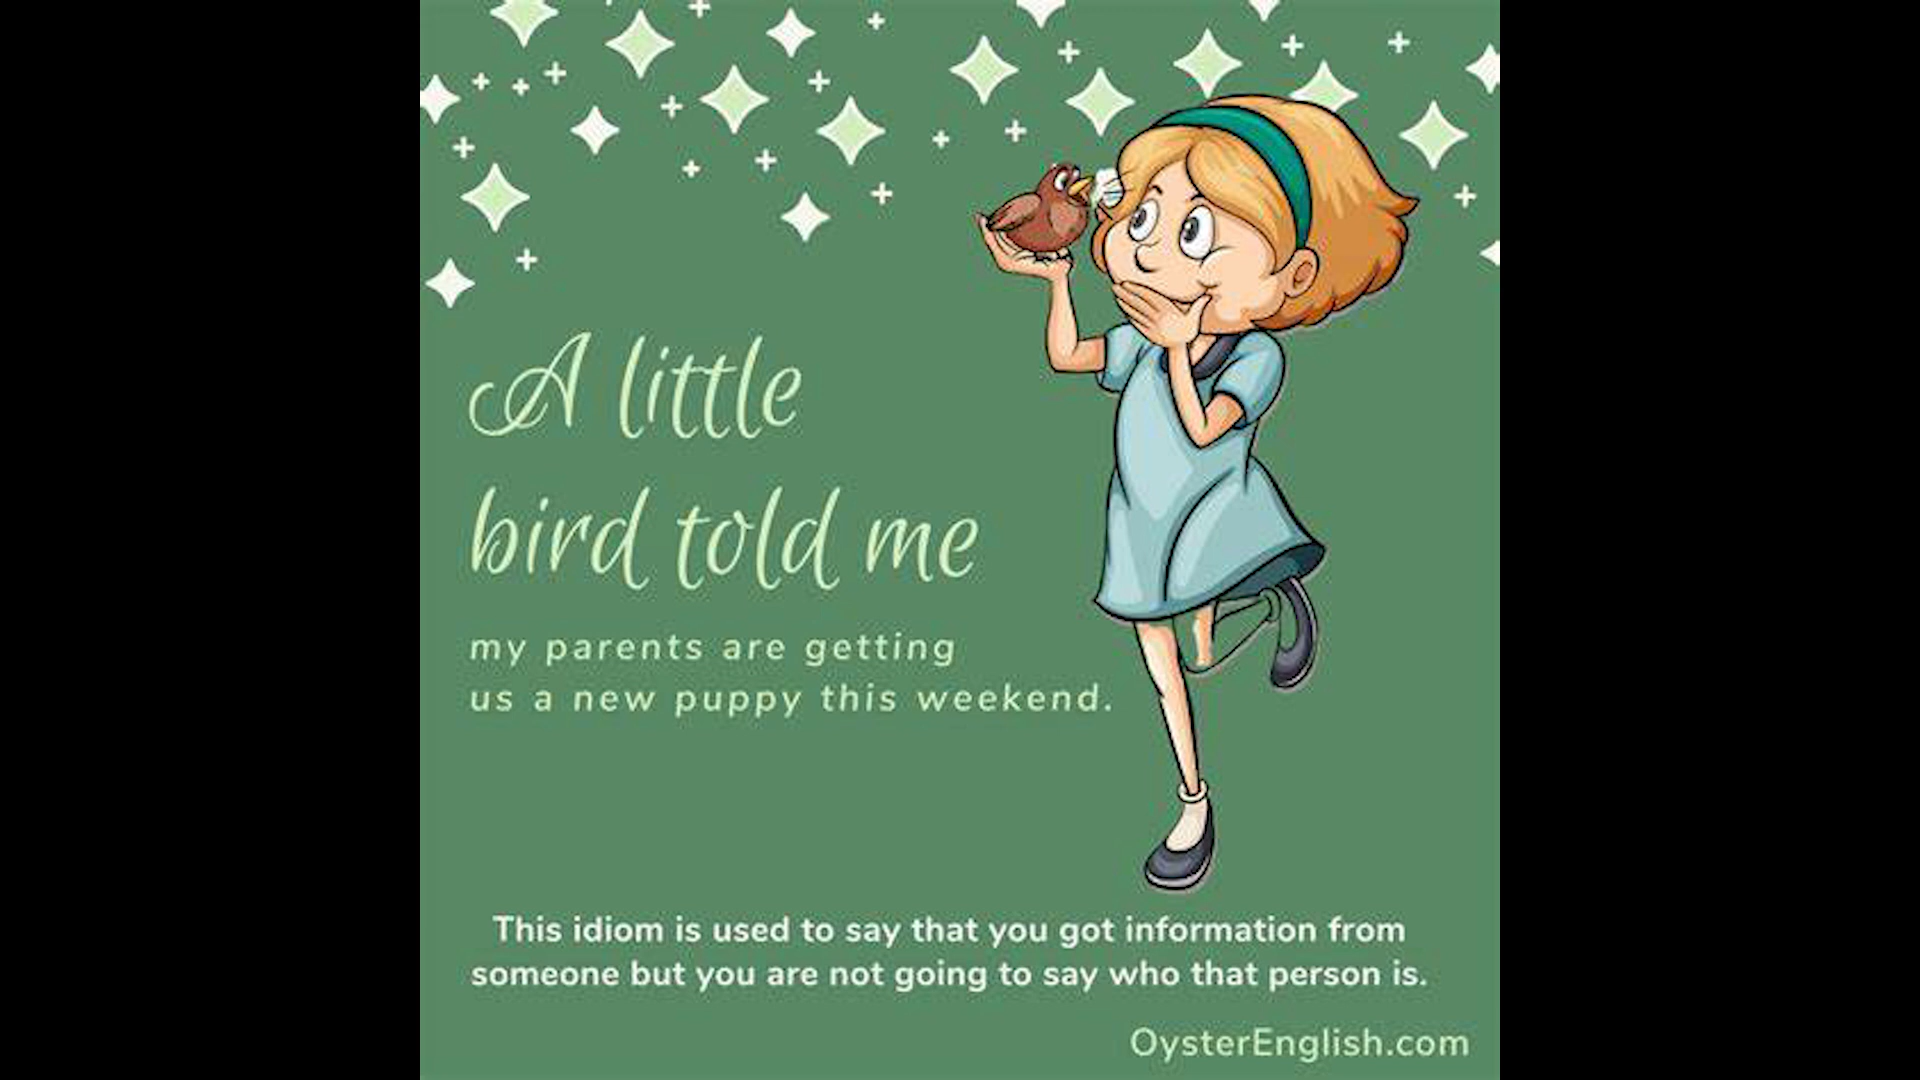 A little
bird told me
my parents are getting
us a new puppy this weekend.
This idiom is used to say that you got information from
someone but you are not going to say who that person is.
OysterEnglish.com